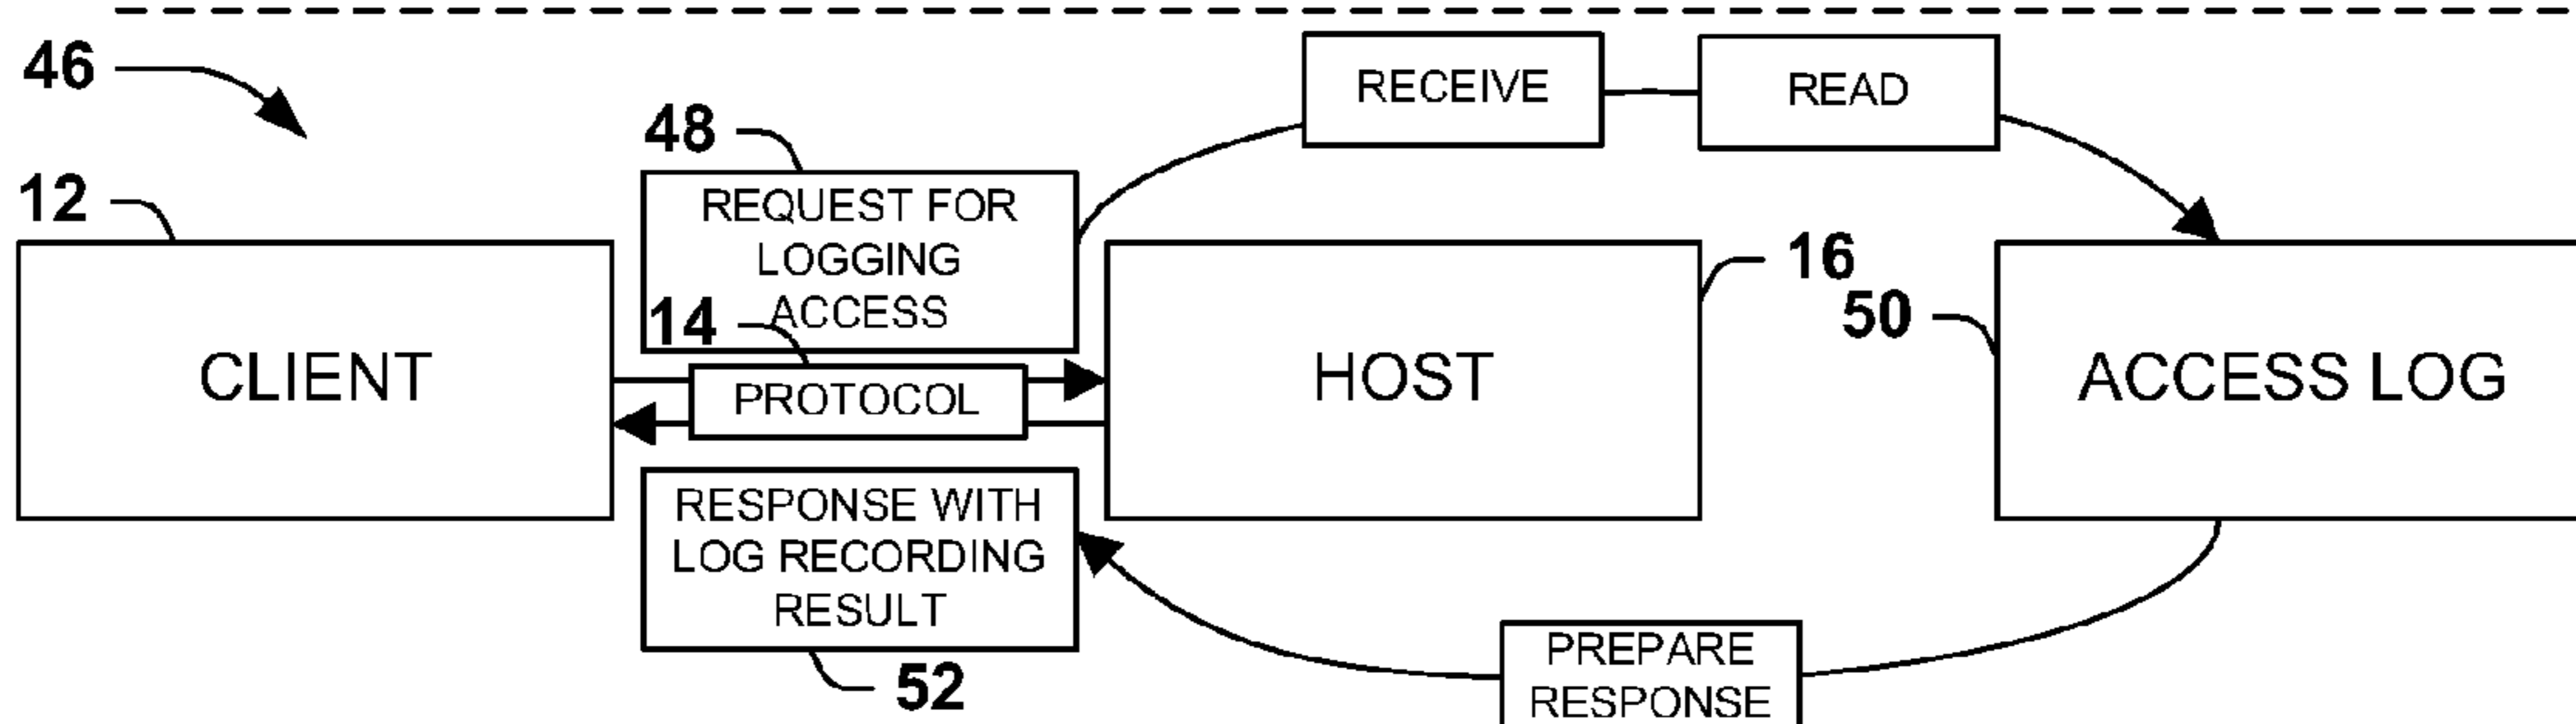 46
RECEIVE
READ
48
12
REQUEST FOR
LOGGING
ACCESS
14
16
50
CLIENT
PROTOCOL
HOST
ACCESS LOG
RESPONSE WITH
LOG RECORDING
RESULT
52
PREPARE
RESPONSE